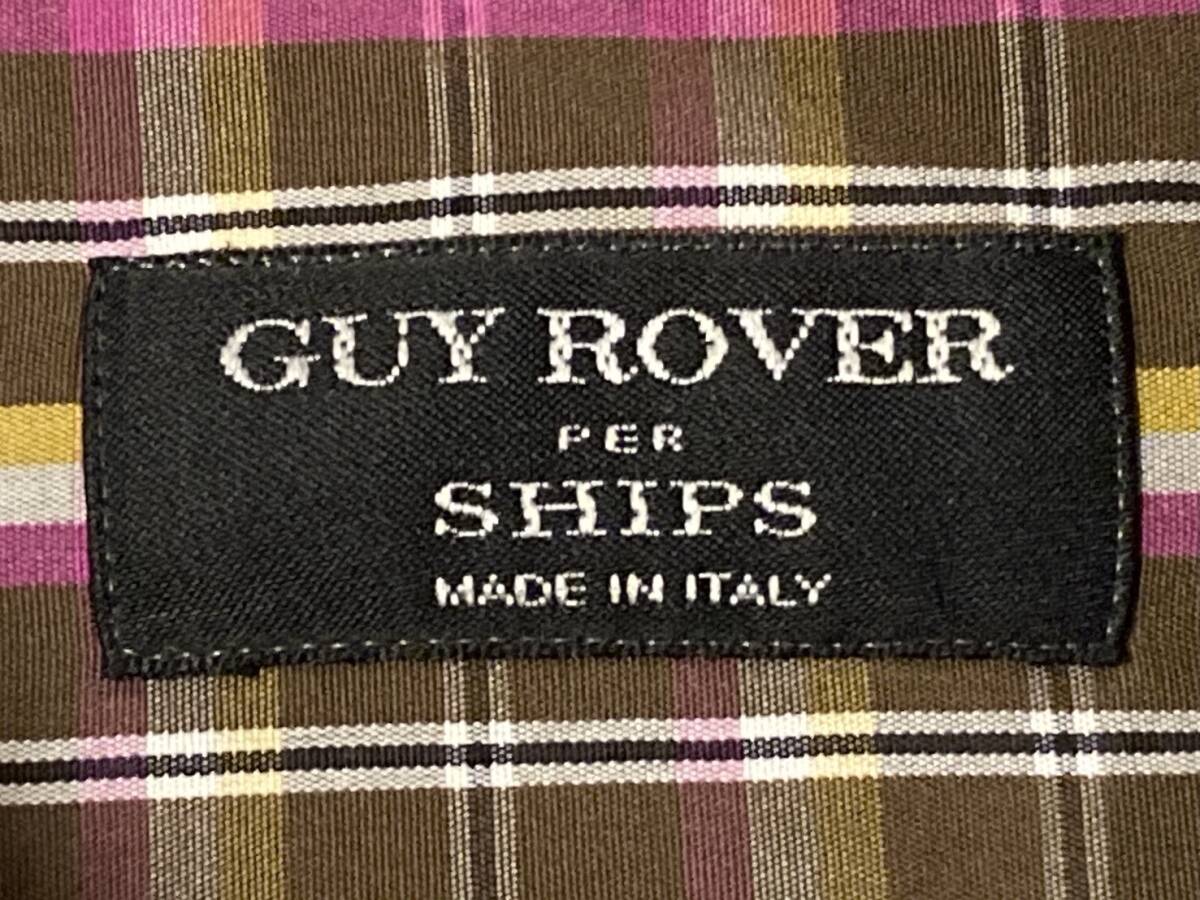 GUY ROVER
PER
SHIPS
MADE IN ITALY